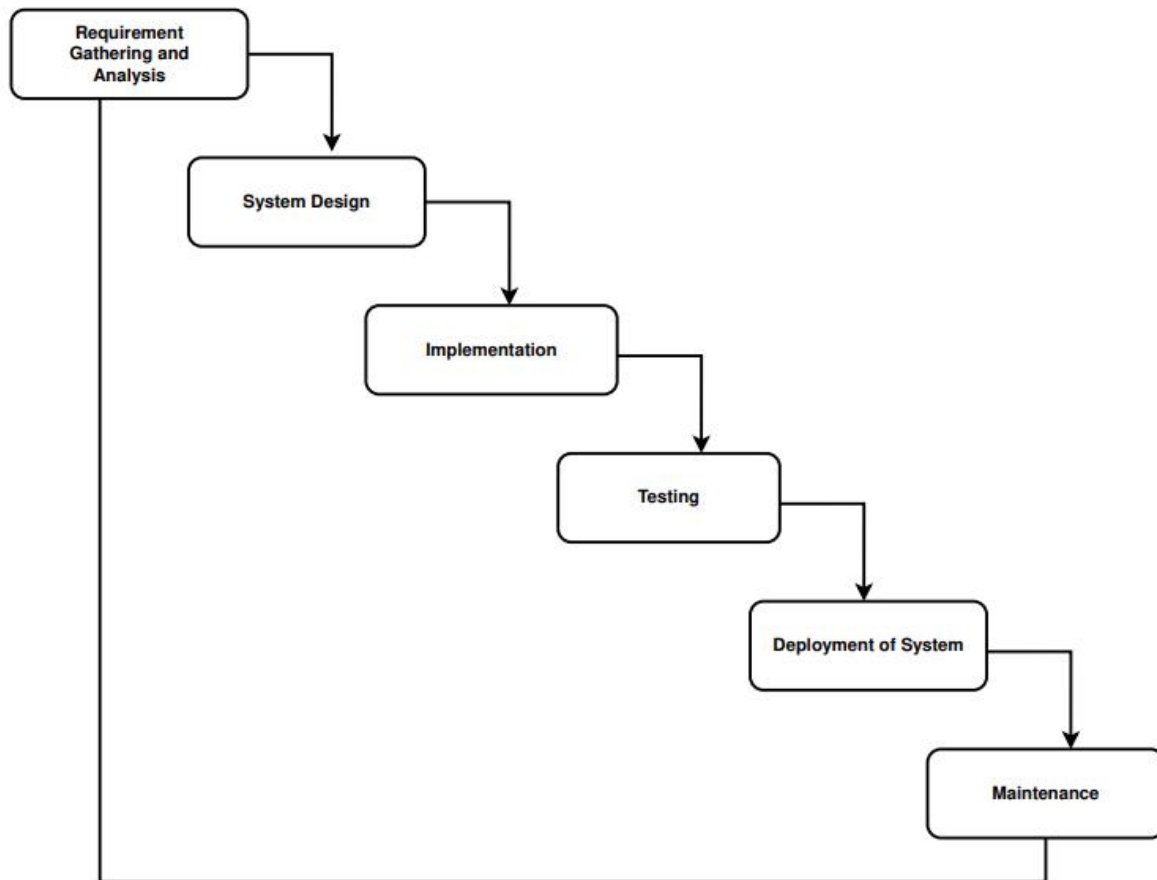 Requirement
Gathering and
Analysis
System Design
Implementation
Testing
Deployment of System
Maintenance